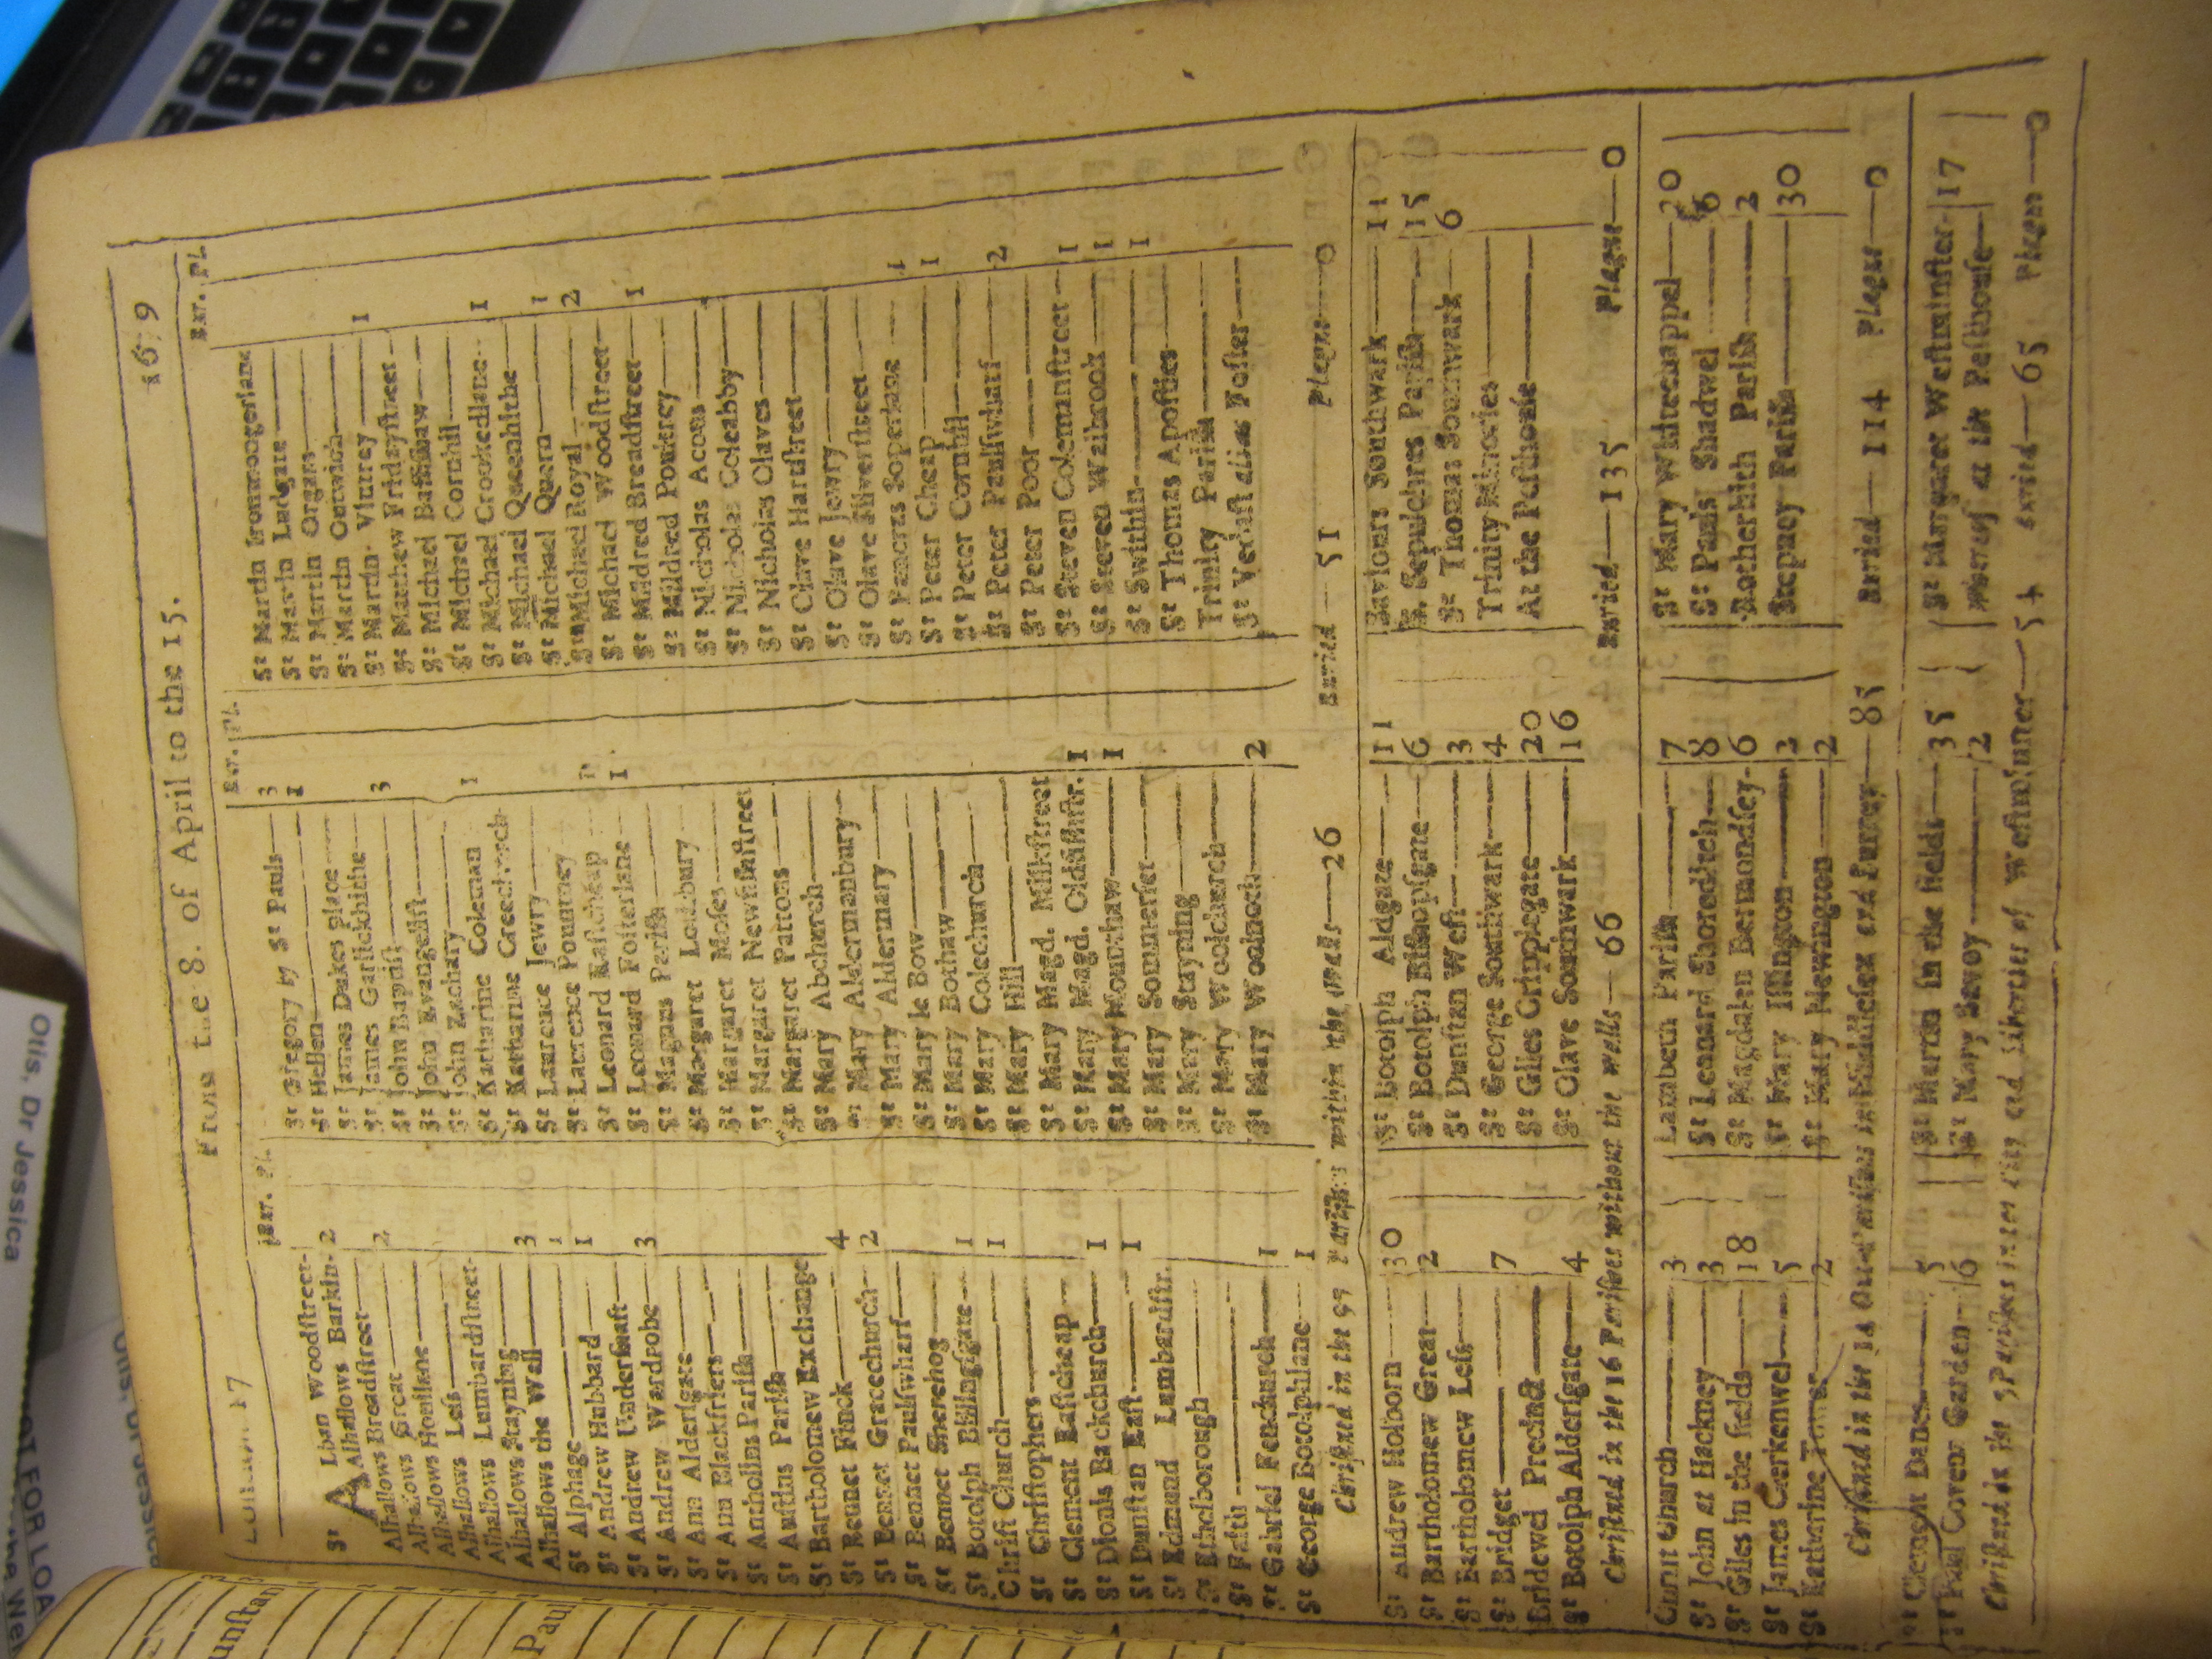 London 17 From the 8. of April to the 15. 1679
Bur. Pl.
St Alban Woodſtreet-
Alhallows Barkin- 2
Alhallows Breadſtreet—
Alhallows Great— 2
Alhallows Honilane—
Alhallows Leſs—
Alhallows Lumbardſtreet-
Alhallows Stayning— 3
Alhallows the Wall— 1
St Alphage— 1
St Andrew Hubbard—
St Andrew Underſhaft—
St Andrew Wardrobe— 3
St Ann Alderſgate—
St Ann Blackfriers—
St Antholins Pariſh—
St Auſtins Pariſh—
St Bartholomew Exchange
St Bennet Finck— 4
St Bennet Gracechurch— 2
St Bennet Paulſwharf—
St Bennet Sherehog—
St Botolph Billingſgate— 1
Chriſt Church— 1
St Chriſtophers—
St Clement Eaſtcheap—
St Dionis Backchurch— 1
St Dunſtan Eaſt— 1
St Edmund Lumbardſtr.
St Ethelborough—
St Faith—
St Gabriel Fenchurch— 1
St George Botolphlane— 1
Bur. Pl.
St Gregory by St Pauls— 3
St Hellen— 1
St James Dukes place—
St James Garlickhithe—
St John Baptiſt— 3
St John Evangeliſt—
St John Zachary—
St Katharine Coleman 1
St Katharine Creechurch
St Laurence Jewry—
St Laurence Pountney
St Leonard Eaſtcheap
St Leonard Foſterlane 1
St Magnus Pariſh
St Margaret Lothbury
St Margaret Moſes—
St Margaret Newfiſhſtreet
St Margaret Pattons—
St Mary Abchurch—
St Mary Aldermanbury—
St Mary Aldermary—
St Mary le Bow—
St Mary Bothaw—
St Mary Colechurch—
St Mary Hill—
St Mary Magd. Milkſtreet
St Mary Magd. Oldfiſhſtr. 1
St Mary Mounthaw— 1
St Mary Sommerſet—
St Mary Stayning—
St Mary Woolchurch—
St Mary Woolnoth— 2
Bur. Pl.
St Martin Ironmongerlane
St Martin Ludgate—
St Martin Organs—
St Martin Outwich—
St Martin Vintrey— 1
St Matthew Fridayſtreet—
St Michael Baſſiſhaw—
St Michael Cornhil—
St Michael Crookedlane— 1
St Michael Queenhithe—
St Michael Quern— 1
St Michael Royal— 2
St Michael Woodſtreet—
St Mildred Breadſtreet— 1
St Mildred Poultrey—
St Nicholas Acons—
St Nicholas Coleabby—
St Nicholas Olaves—
St Olave Hartſtreet—
St Olave Jewry—
St Olave Silverſtreet—
St Pancras Soperlane— 1
St Peter Cheap— 1
St Peter Cornhil—
St Peter Paulſwharf— 2
St Peter Poor—
St Steven Colemanſtreet— 1
St Steven Walbrook— 1
St Swithin— 1
St Thomas Apoſtles—
Trinity Pariſh—
St Vedaſt alias Foſter—
Chriſtned in the 97 Pariſhes within the walls—26 Buried— 51 Plague—0
St Andrew Holborn— 30
St Bartholomew Great— 2
St Bartholomew Leſs—
St Bridget— 7
Bridewel Precinct—
St Botolph Alderſgate— 4
St Botolph Aldgate— 11
St Botolph Biſhopſgate— 6
St Dunſtan Weſt— 3
St George Southwark— 4
St Giles Cripplegate— 20
St Olave Southwark— 16
Saviours Southwark— 11
S. Sepulchres Pariſh— 15
St Thomas Southwark— 6
Trinity Minories—
At the Peſthouſe—
Chriſtned in the 16 Pariſhes without the walls— 66 Buried—135 Plague—0
Chriſt Church— 3
St John at Hackney— 3
St Giles in the fields— 18
St James Clerkenwel— 5
St Katharine Tower— 2
Lambeth Pariſh— 7
St Leonard Shoreditch— 8
St Magdalen Bermondſey- 6
St Mary Iſlington— 2
St Mary Newington— 2
St Mary Whitechappel— 20
St Pauls Shadwel— 6
Rotherhith Pariſh— 2
Stepney Pariſh— 30
Chriſtned in the 14 Out-Pariſhes in Middleſex and Surrey— 85 Buried— 114 Plague—0
St Clement Danes— 5
St Paul Covent Garden— 6
St Martin in the fields— 35
St Mary Savoy— 2
St Margaret Weſtminſter- 17
Whereof at the Peſthouſe—
Chriſtned in the 5 Pariſhes in the City and Liberties of Weſtminſter— 54 Buried— 65 Plague—0
Otis, Dr Jessica
unſtan
Paul